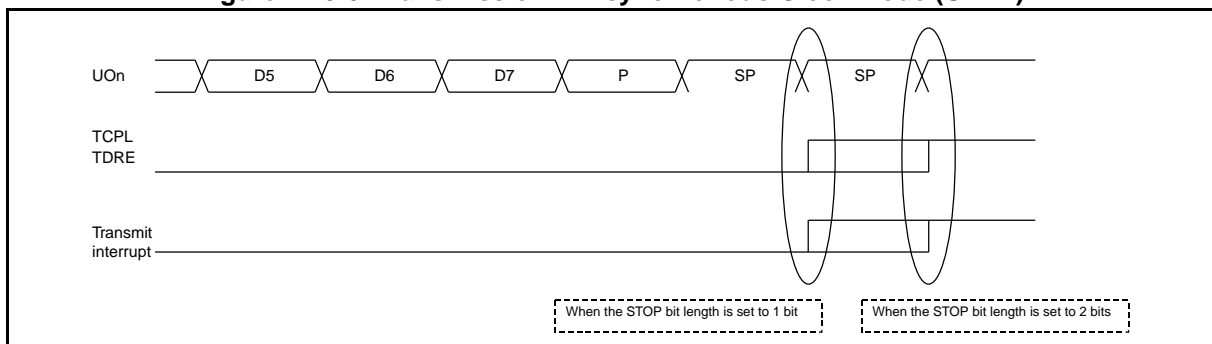 UOn D5 D6 D7 P SP SP
TCPL
TDRE
Transmit
interrupt
When the STOP bit length is set to 1 bit
When the STOP bit length is set to 2 bits